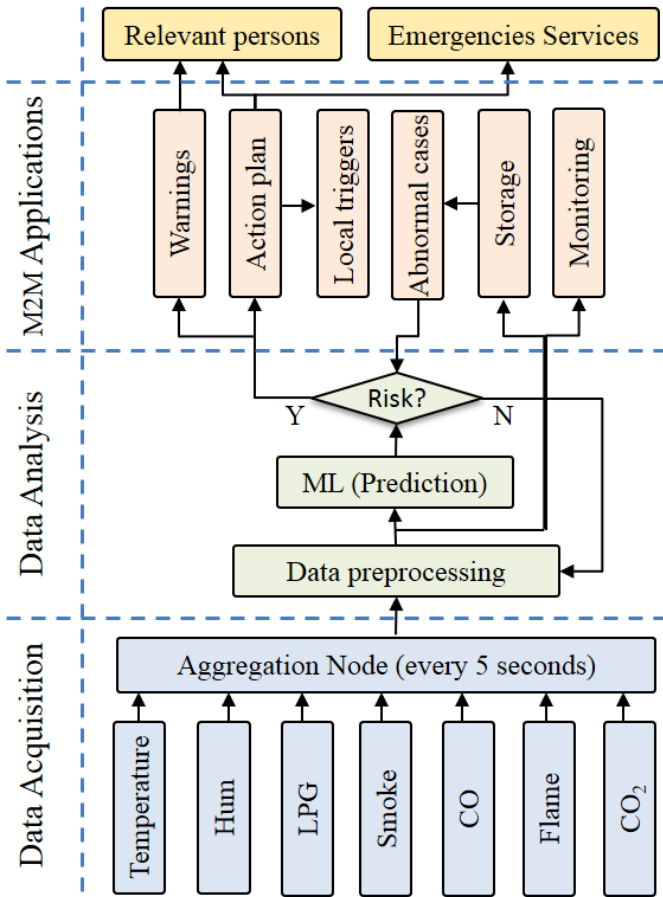 Relevant persons
Emergencies Services
M2M Applications
Warnings
Action plan
Local triggers
Abnormal cases
Storage
Monitoring
Data Analysis
Risk?
Y
N
ML (Prediction)
Data preprocessing
Data Acquisition
Aggregation Node (every 5 seconds)
Temperature
Hum
LPG
Smoke
CO
Flame
CO₂